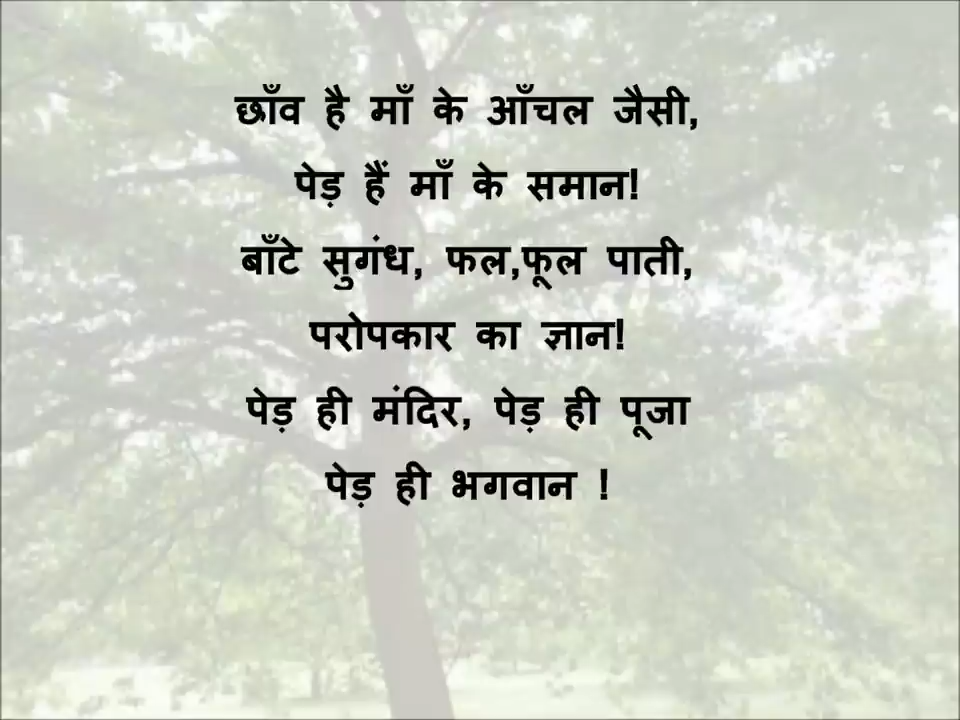 छाँव है माँ के आँचल जैसी,
पेड़ हैं माँ के समान!
बाँटे सुगंध, फल,फूल पाती,
परोपकार का ज्ञान!
पेड़ ही मंदिर, पेड़ ही पूजा
पेड़ ही भगवान !